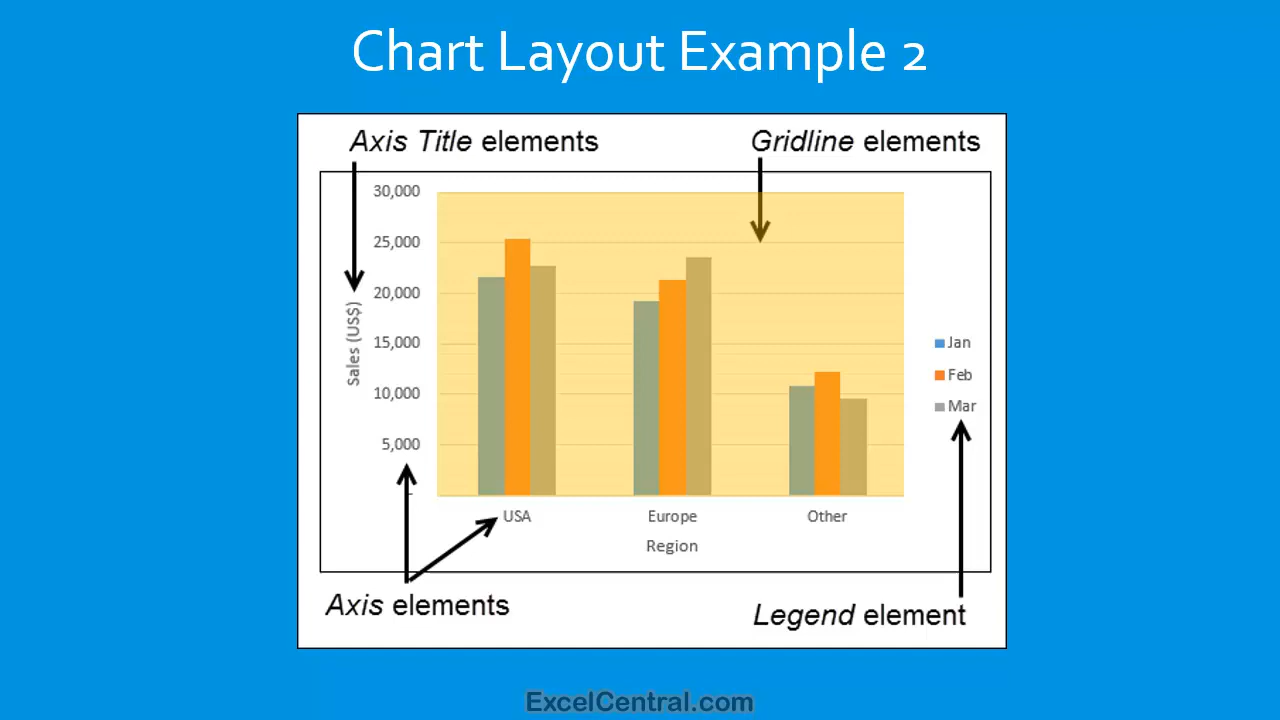 Chart Layout Example 2
Axis Title elements
Gridline elements
30,000
25,000
20,000
15,000
10,000
5,000
-
Sales (US$)
USA
Europe
Other
Region
Jan
Feb
Mar
Axis elements
Legend element
ExcelCentral.com